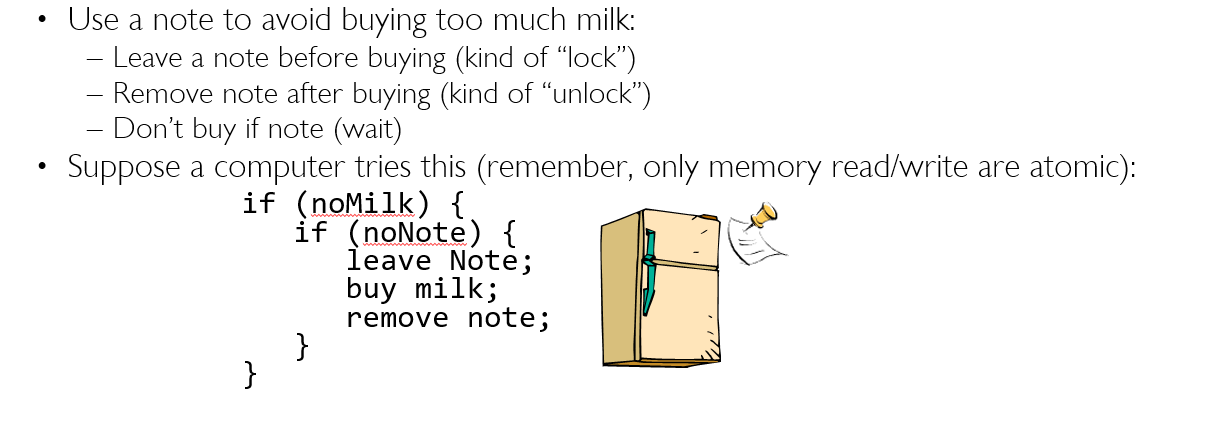 • Use a note to avoid buying too much milk:
– Leave a note before buying (kind of “lock”)
– Remove note after buying (kind of “unlock”)
– Don’t buy if note (wait)
• Suppose a computer tries this (remember, only memory read/write are atomic):
if (noMilk) {
if (noNote) {
leave Note;
buy milk;
remove note;
}
}